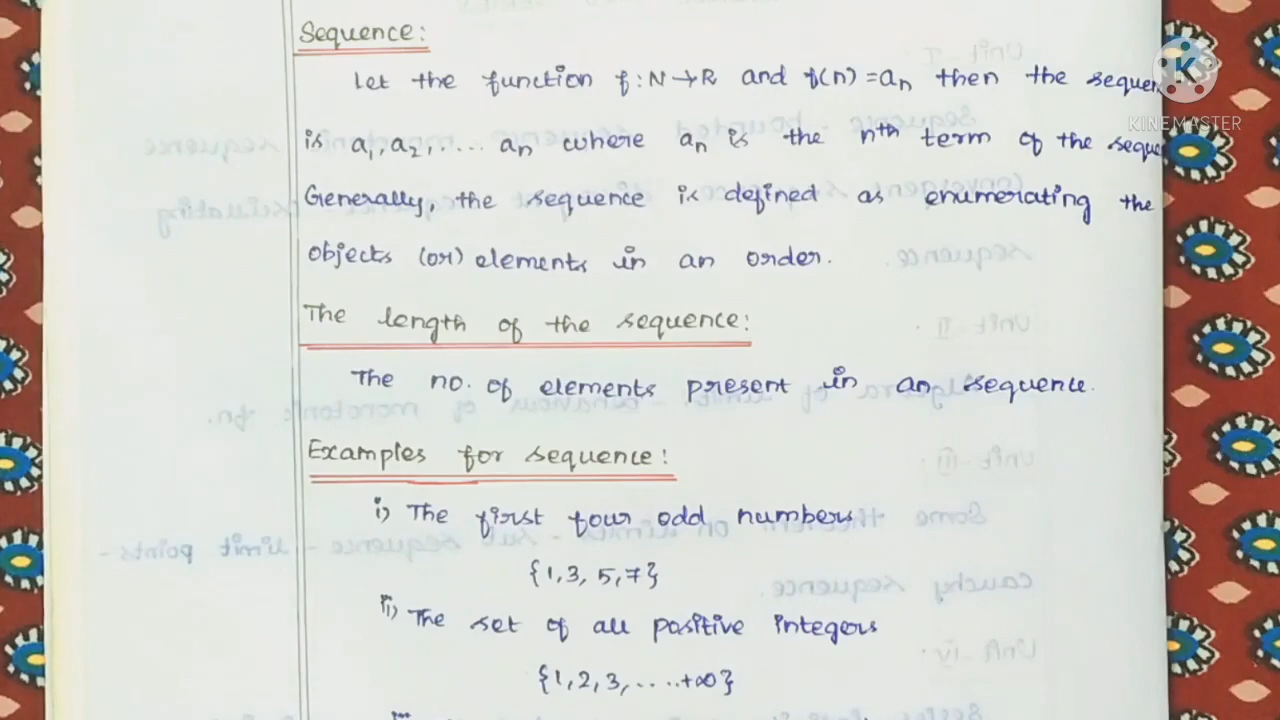 Sequence:
Let the function f: N→R and f(n) = aₙ then the
is a₁, a₂, .... aₙ where aₙ is the nᵗʰ term of the
Generally, the sequence is defined as enumerating the
objects (or) elements in an order.
The length of the sequence:
The no. of elements present in an sequence.
Examples for sequence:
i) The first four odd numbers
{1,3, 5,7}
ii) The set of all positive integers
{1,2,3, .....+∞}
K
KINEMASTER